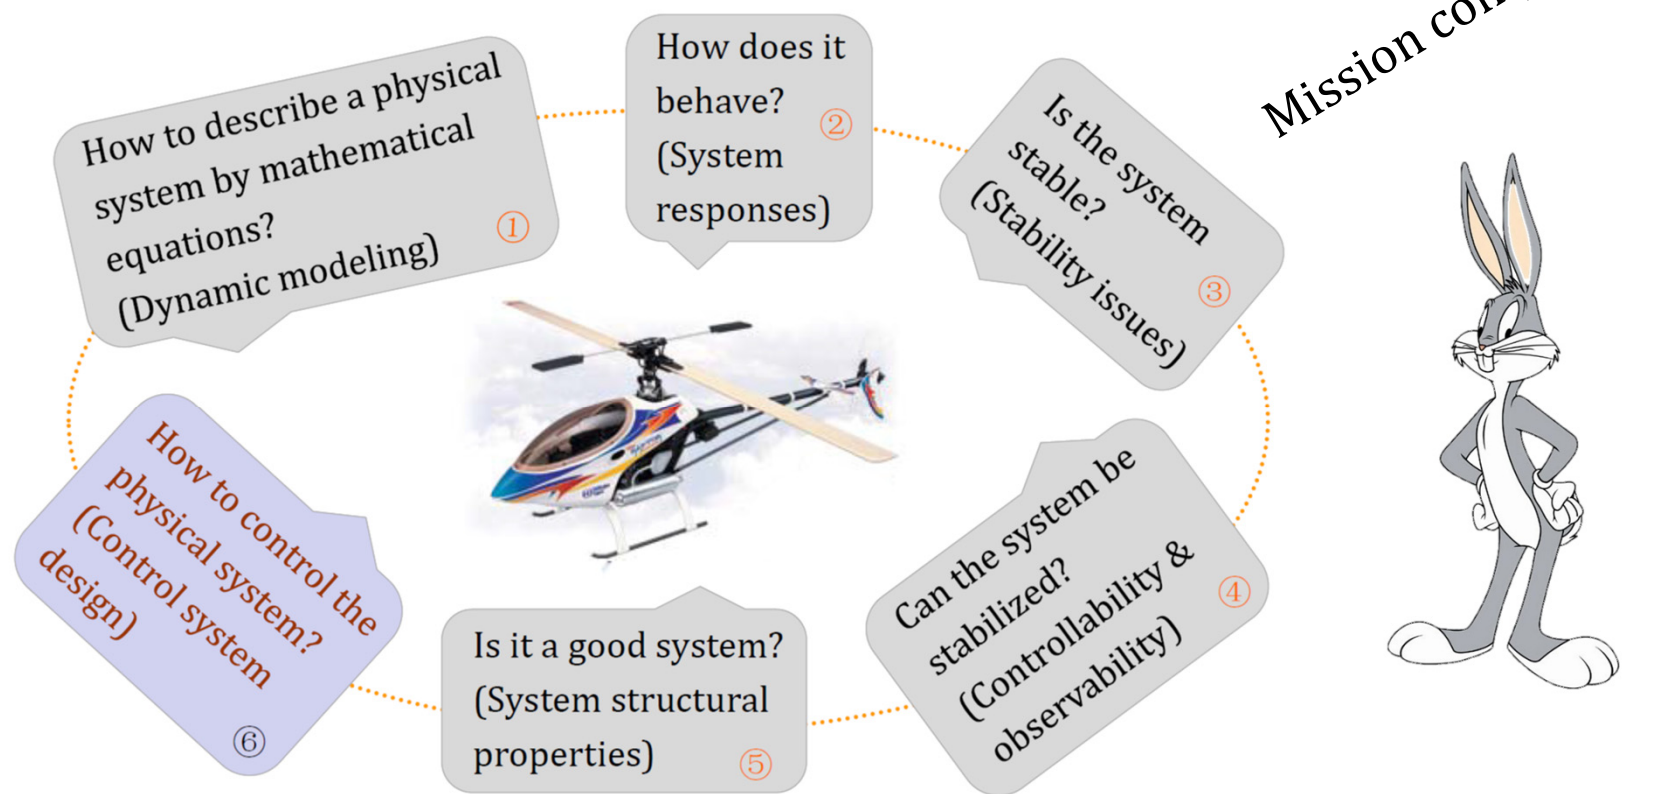 How to describe a physical
system by mathematical
equations?
(Dynamic modeling)
①
How does it
behave?
②
(System
responses)
Is the system
stable?
(Stability issues)
③
Can the system be
stabilized?
(Controllability &
observability)
④
Is it a good system?
(System structural
properties)
⑤
How to control the
physical system?
(Control system
design)
⑥
Mission